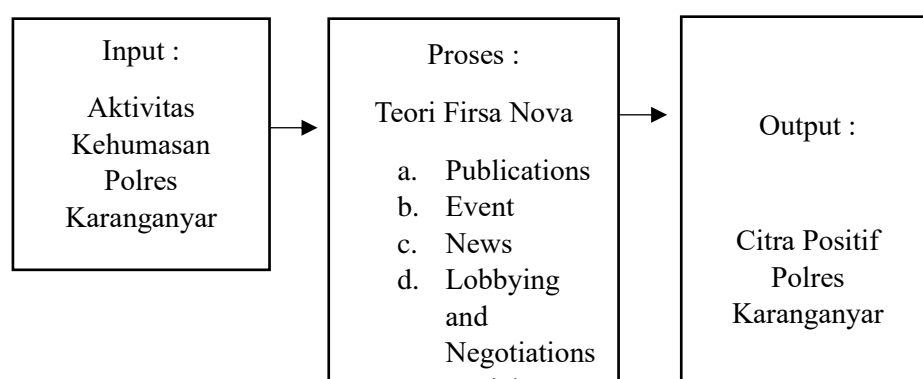 Input :
Aktivitas
Kehumasan
Polres
Karanganyar
Proses :
Teori Firsa Nova
a. Publications
b. Event
c. News
d. Lobbying
and
Negotiations
Output :
Citra Positif
Polres
Karanganyar